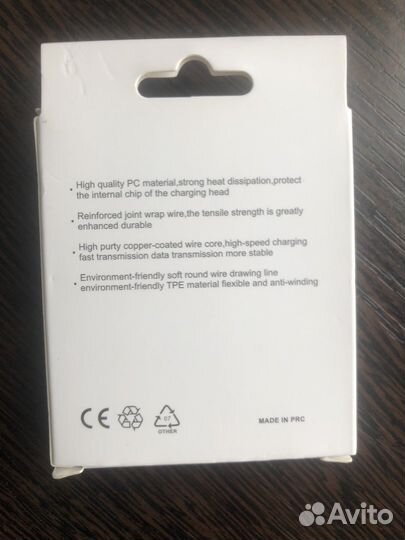 • High quality PC material,strong heat dissipation,protect
the internal chip of the charging head
• Reinforced joint wrap wire,the tensile strength is greatly
enhanced durable
• High purty copper-coated wire core,high-speed charging
fast transmission data transmission more stable
• Environment-friendly soft round wire drawing line
environment-friendly TPE material flexible and anti-winding
CE
07
OTHER
MADE IN PRC
Avito